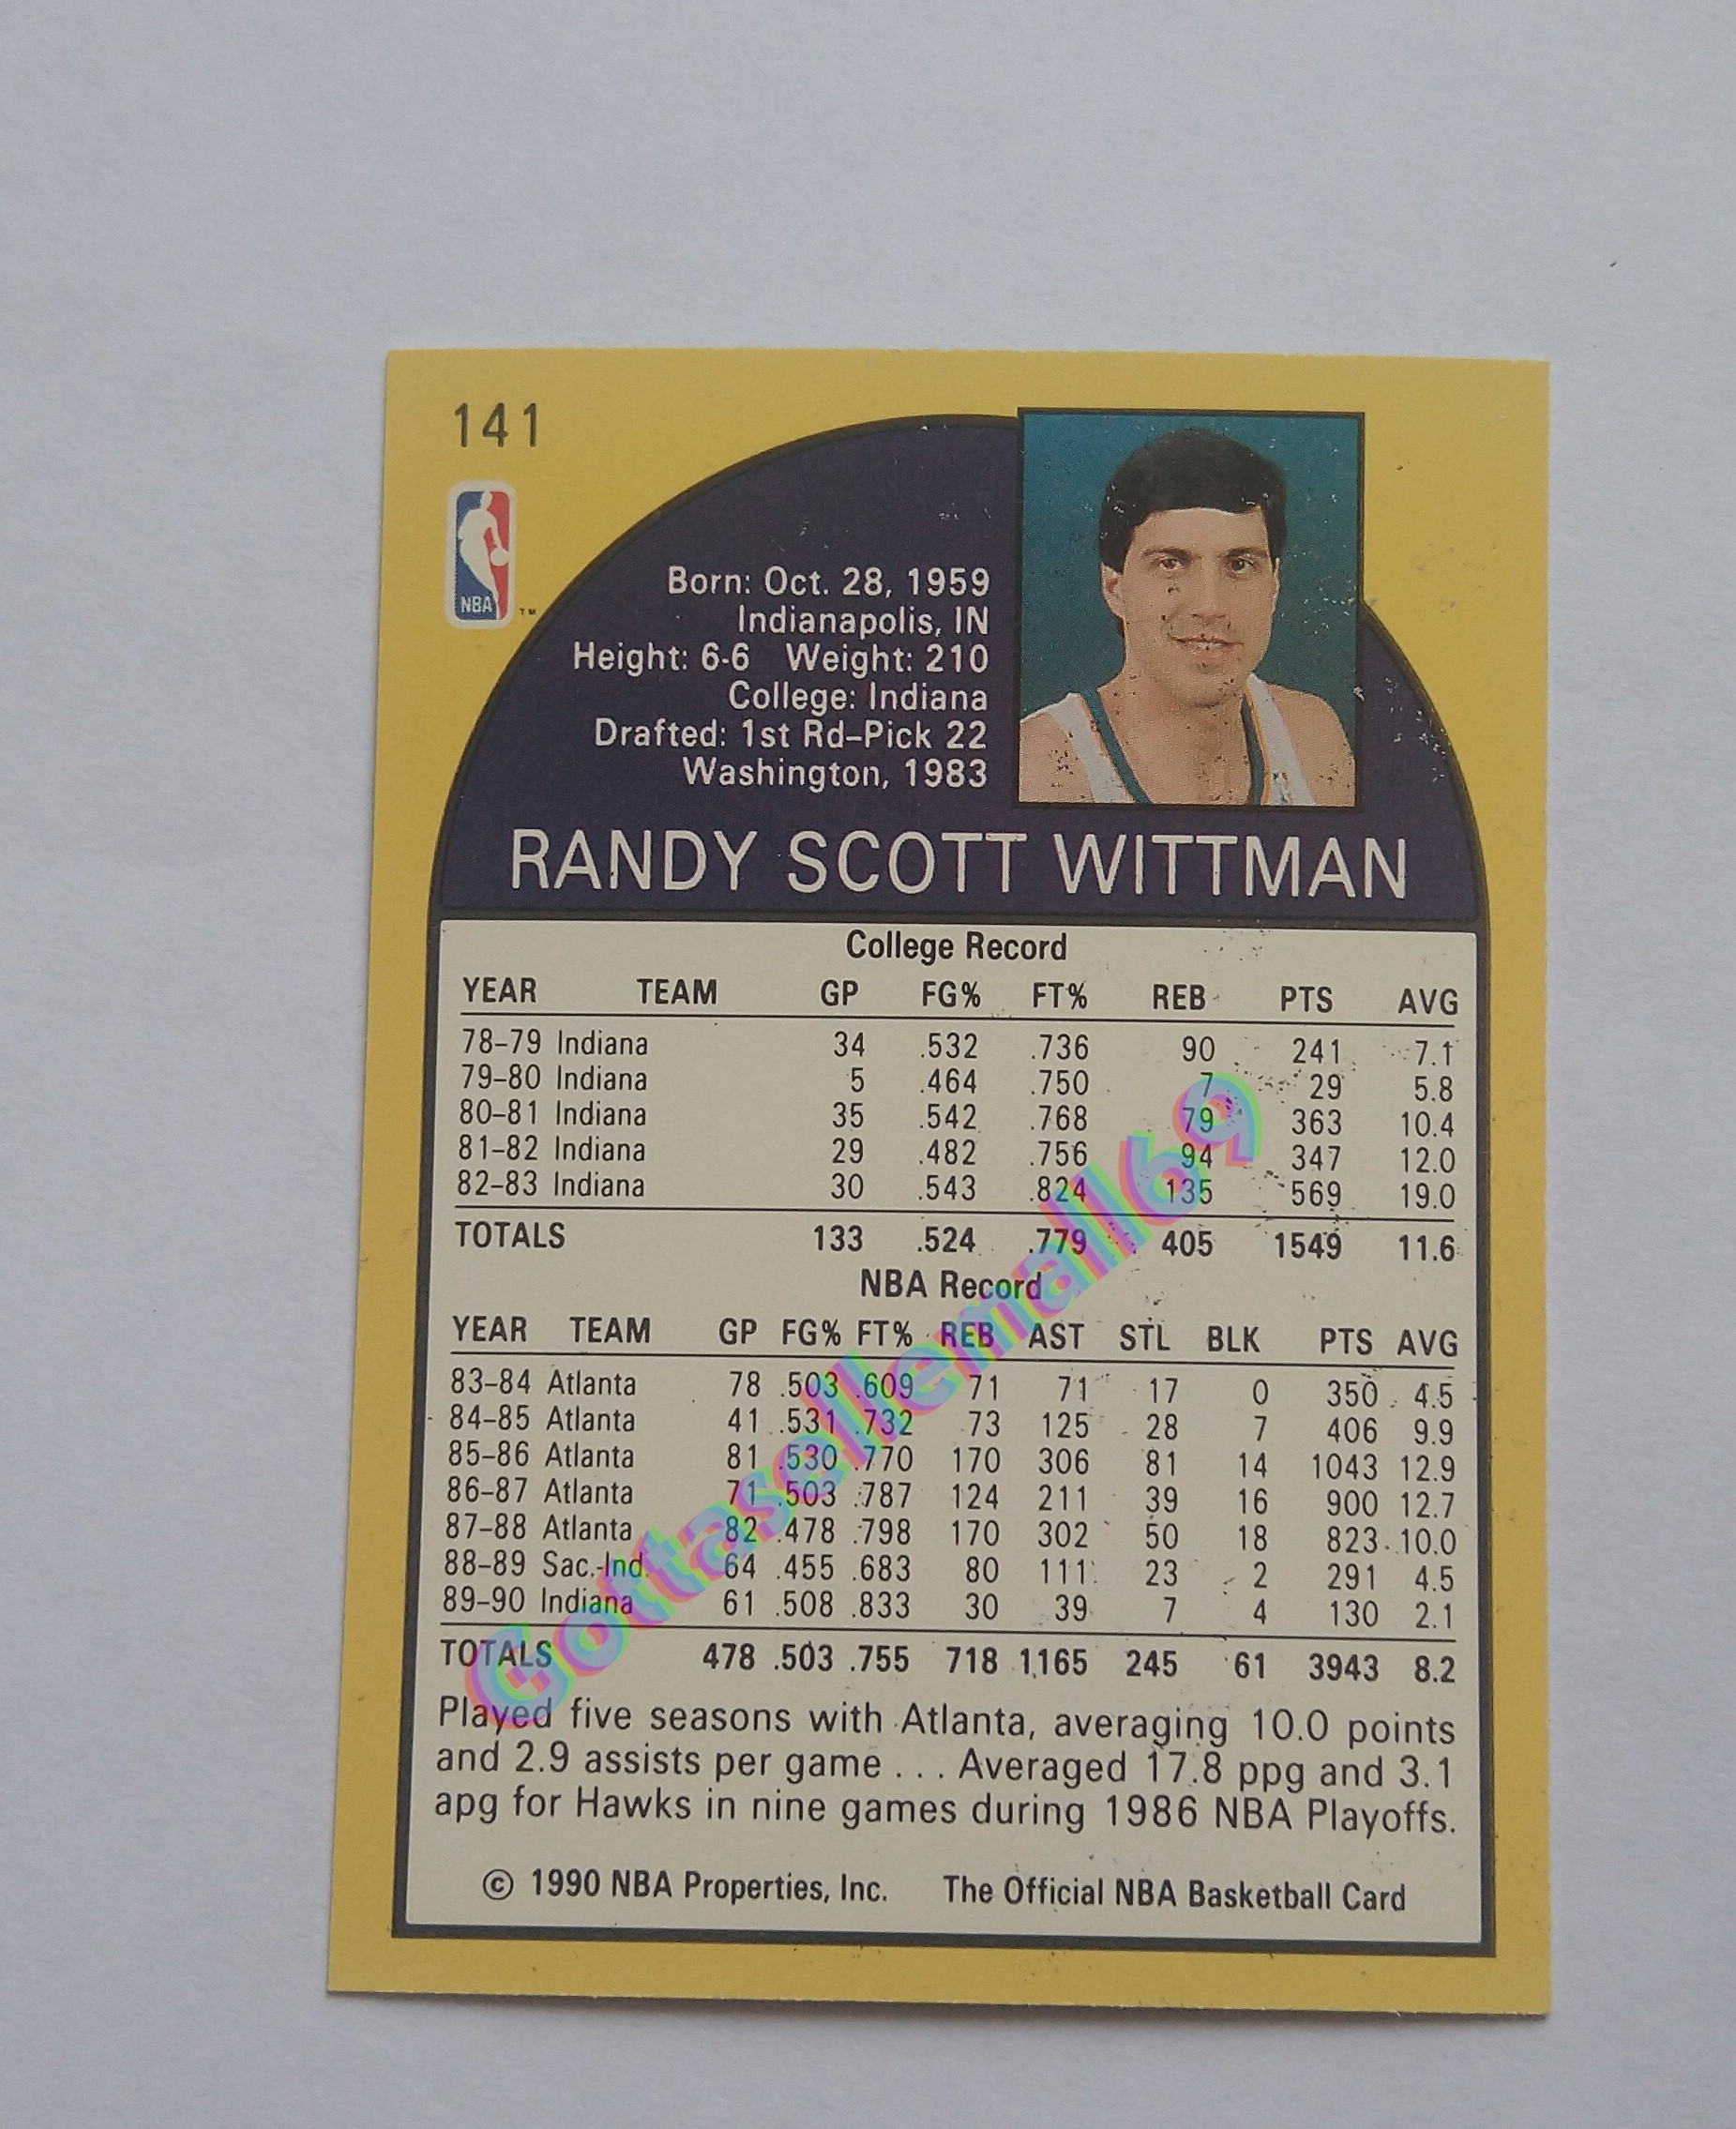 141
NBA
TM
Born: Oct. 28, 1959
Indianapolis, IN
Height: 6-6 Weight: 210
College: Indiana
Drafted: 1st Rd–Pick 22
Washington, 1983
RANDY SCOTT WITTMAN
College Record
YEAR TEAM GP FG% FT% REB PTS AVG
78–79 Indiana 34 .532 .736 90 241 7.1
79–80 Indiana 5 .464 .750 7 29 5.8
80–81 Indiana 35 .542 .768 79 363 10.4
81–82 Indiana 29 .482 .756 94 347 12.0
82–83 Indiana 30 .543 .824 135 569 19.0
TOTALS 133 .524 .779 405 1549 11.6
NBA Record
YEAR TEAM GP FG% FT% REB AST STL BLK PTS AVG
83–84 Atlanta 78 .503 .609 71 71 17 0 350 4.5
84–85 Atlanta 41 .531 .732 73 125 28 7 406 9.9
85–86 Atlanta 81 .530 .770 170 306 81 14 1043 12.9
86–87 Atlanta 71 .503 .787 124 211 39 16 900 12.7
87–88 Atlanta 82 .478 .798 170 302 50 18 823 10.0
88–89 Sac.-Ind. 64 .455 .683 80 111 23 2 291 4.5
89–90 Indiana 61 .508 .833 30 39 7 4 130 2.1
TOTALS 478 .503 .755 718 1165 245 61 3943 8.2
Played five seasons with Atlanta, averaging 10.0 points
and 2.9 assists per game . . . Averaged 17.8 ppg and 3.1
apg for Hawks in nine games during 1986 NBA Playoffs.
© 1990 NBA Properties, Inc. The Official NBA Basketball Card
Gottasellemall69